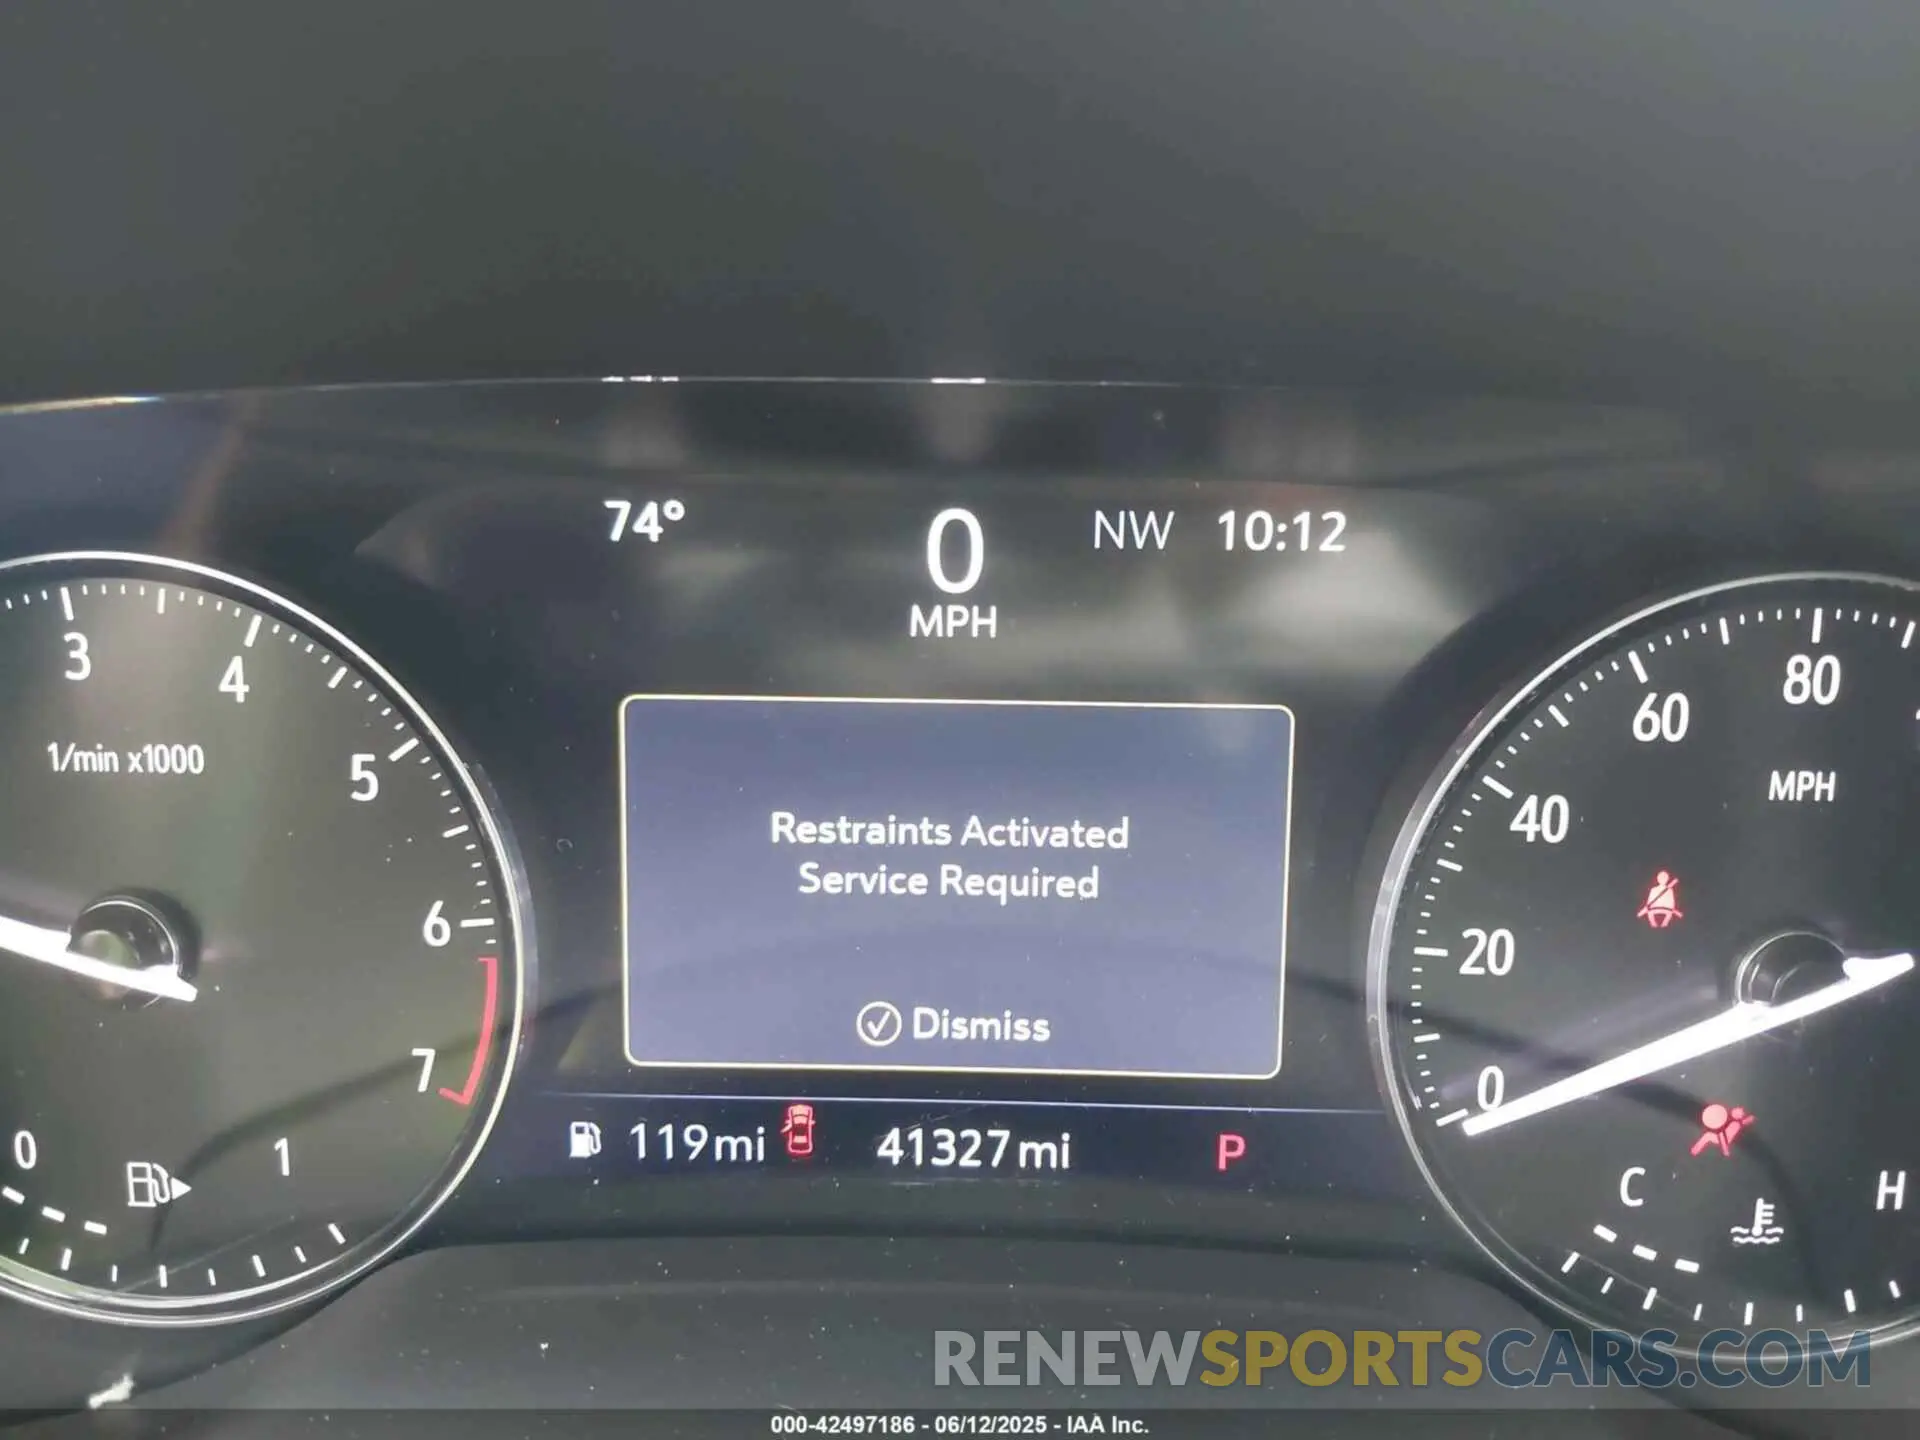 74° 0 NW 10:12
MPH
3 4 5 6 7
1/min x1000
0 1
60 80
MPH
40
20
0
Restraints Activated
Service Required
Dismiss
119mi 41327mi P
C H
RENEWSPORTSCARS.COM
000-42497186 - 06/12/2025 - IAA Inc.